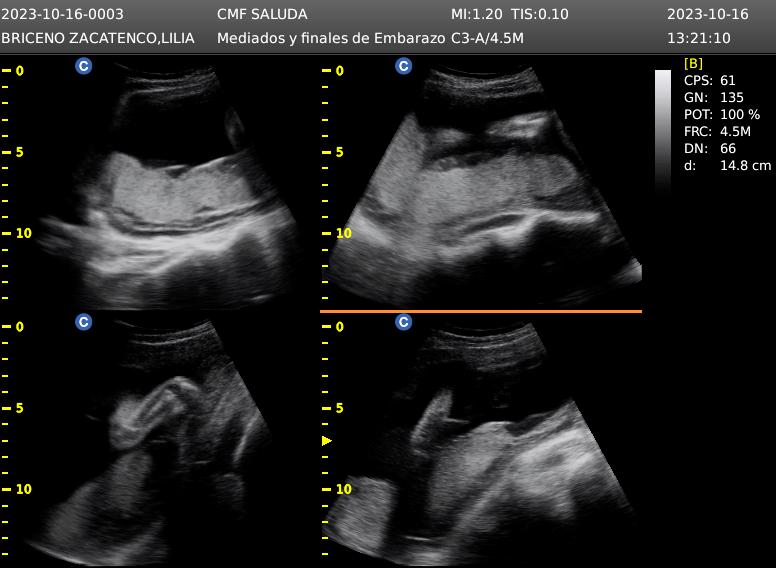 2023-10-16-0003 CMF SALUDA MI:1.20 TIS:0.10 2023-10-16
BRICENO ZACATENCO,LILIA Mediados y finales de Embarazo C3-A/4.5M 13:21:10
C
C
[B]
CPS: 61
GN: 135
POT: 100 %
FRC: 4.5M
DN: 66
d: 14.8 cm
0
5
10
0
5
10
C
C
0
5
10
0
5
10